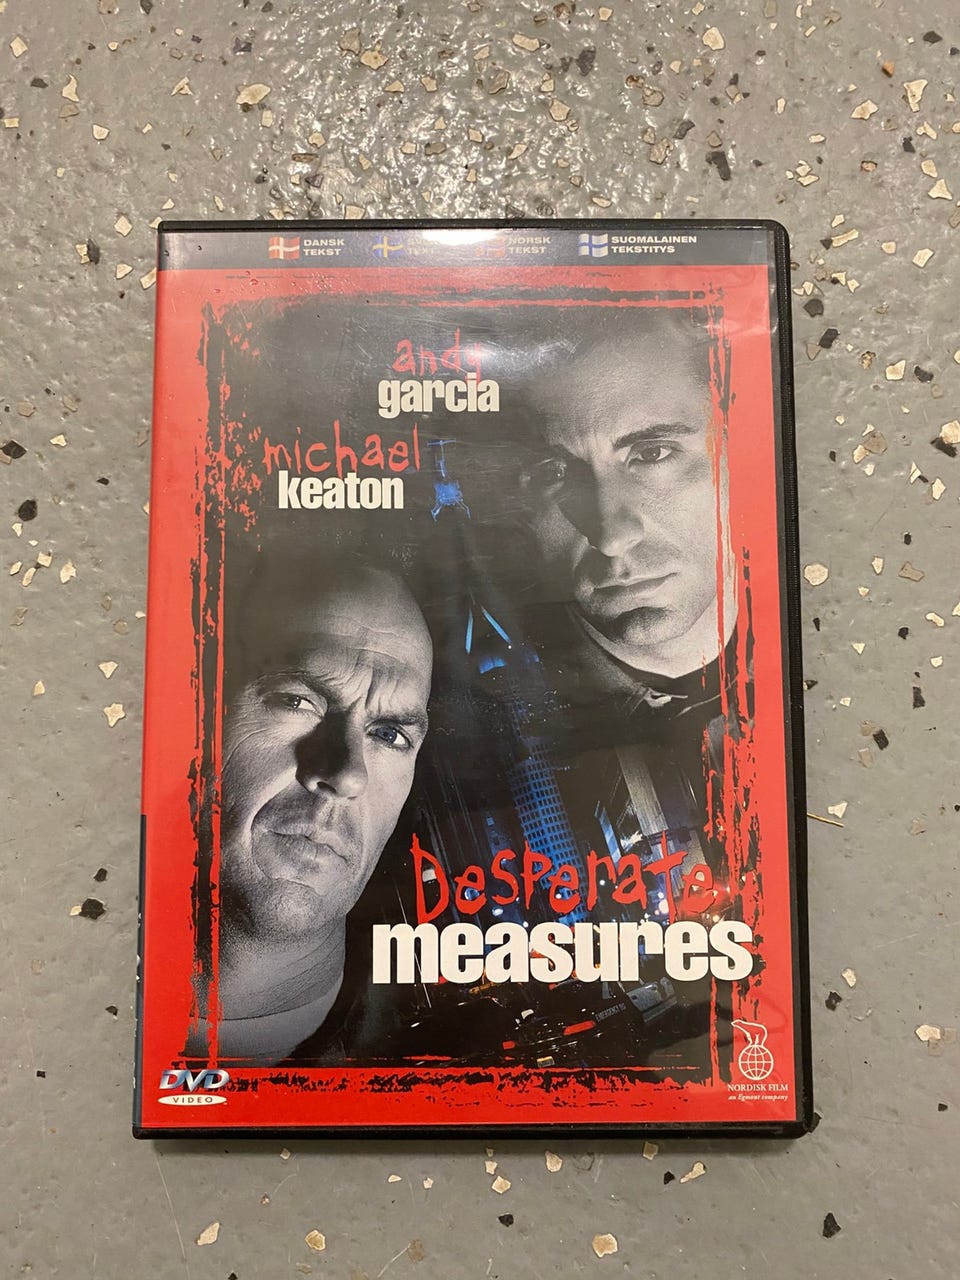 DANSK
TEKST
TEKST
NORSK
TEKST
SUOMALAINEN
TEKSTITYS
andy
garcia
michael
keaton
Desperate
measures
DVD
VIDEO
NORDISK FILM
an Egmont company